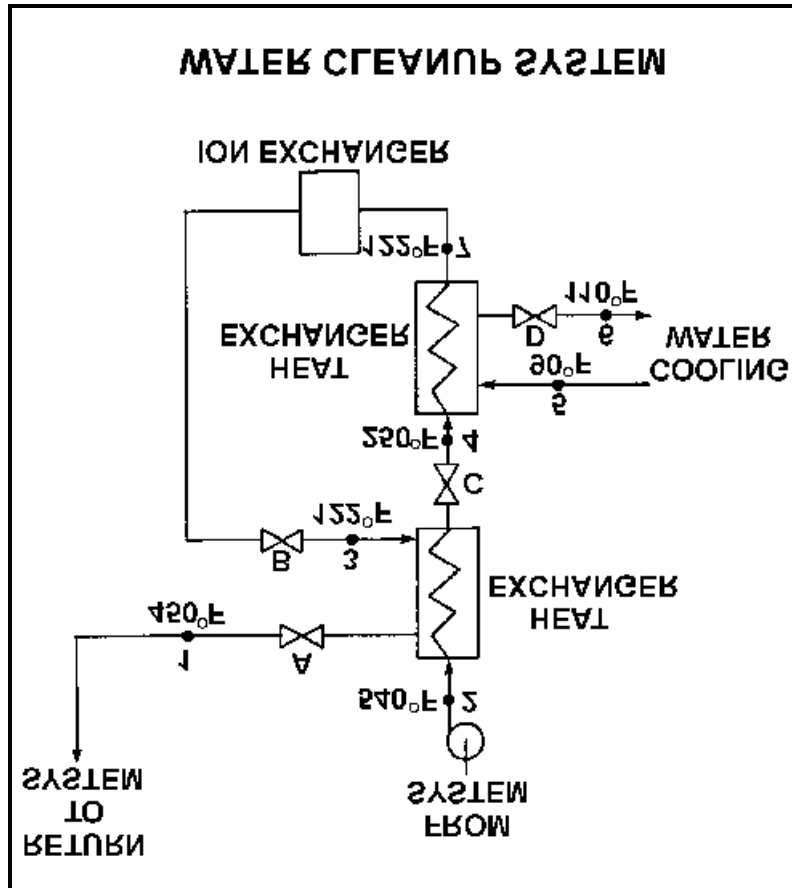 RETURN
TO
SYSTEM
FROM
SYSTEM
540°F 2
1
A
450°F
HEAT
EXCHANGER
B
3
122°F
C
250°F 4
5
90°F
COOLING
WATER
HEAT
EXCHANGER
D
6
110°F
122°F 7
ION EXCHANGER
WATER CLEANUP SYSTEM